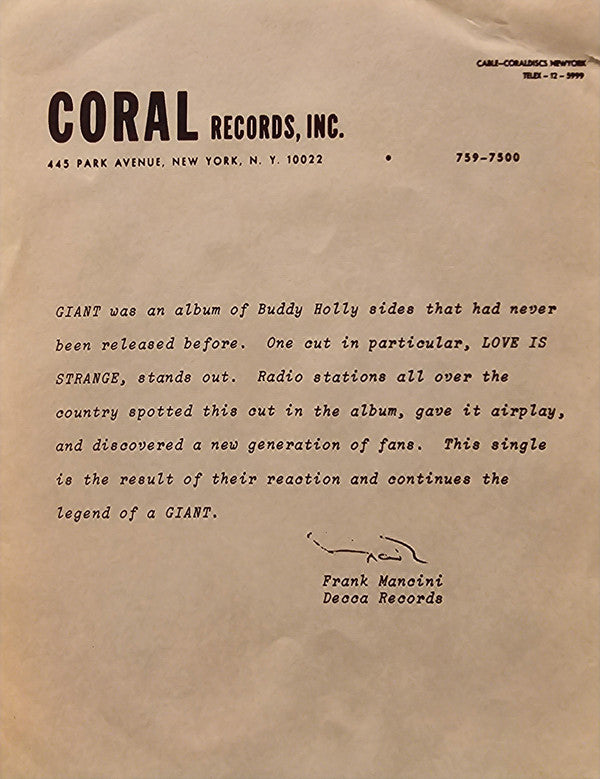 CABLE-CORALDISCS NEWYORK
TELEX - 12 - 5999
CORAL RECORDS, INC.
445 PARK AVENUE, NEW YORK, N. Y. 10022 • 759-7500
GIANT was an album of Buddy Holly sides that had never
been released before. One cut in particular, LOVE IS
STRANGE, stands out. Radio stations all over the
country spotted this cut in the album, gave it airplay,
and discovered a new generation of fans. This single
is the result of their reaction and continues the
legend of a GIANT.
Frank Mancini
Decca Records